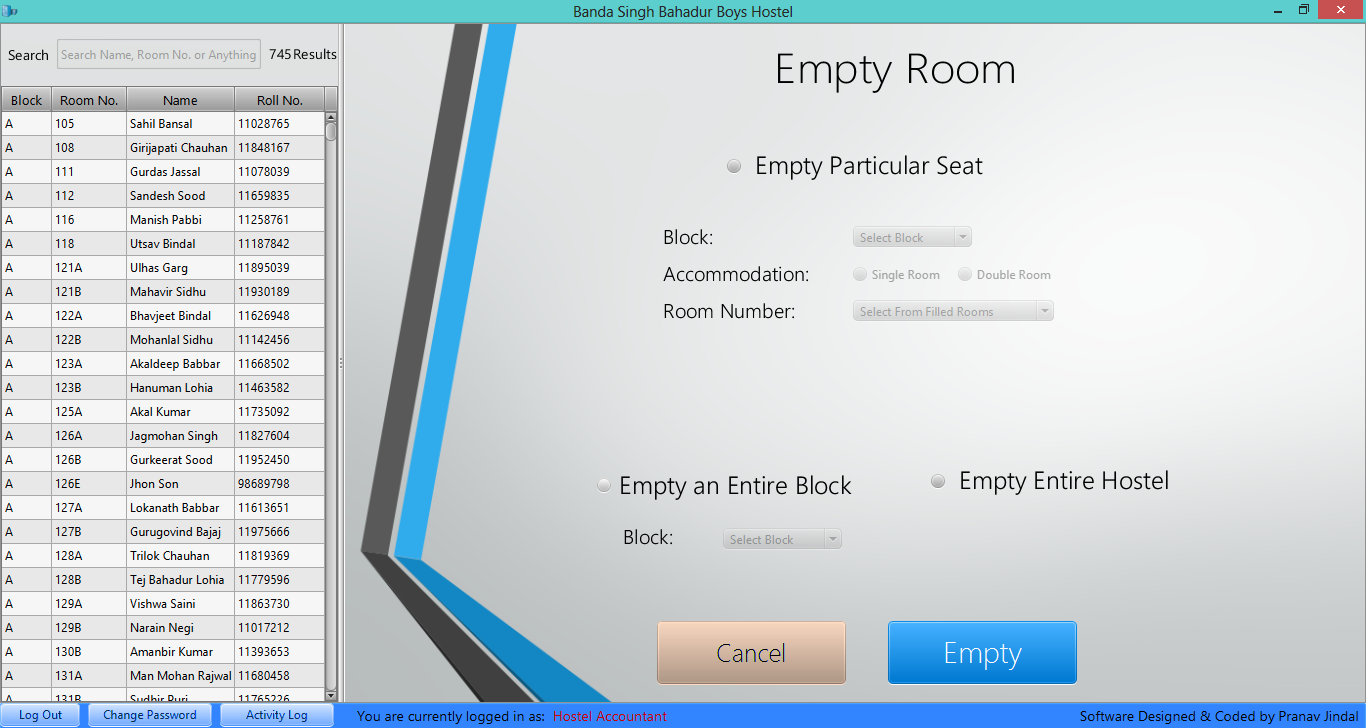 Banda Singh Bahadur Boys Hostel
Search Search Name, Room No. or Anything 745 Results
Block Room No. Name Roll No.
A 105 Sahil Bansal 11028765
A 108 Girijapati Chauhan 11848167
A 111 Gurdas Jassal 11078039
A 112 Sandesh Sood 11659835
A 116 Manish Pabbi 11258761
A 118 Utsav Bindal 11187842
A 121A Ulhas Garg 11895039
A 121B Mahavir Sidhu 11930189
A 122A Bhavjeet Bindal 11626948
A 122B Mohanlal Sidhu 11142456
A 123A Akaldeep Babbar 11668502
A 123B Hanuman Lohia 11463582
A 125A Akal Kumar 11735092
A 126A Jagmohan Singh 11827604
A 126B Gurkeerat Sood 11952450
A 126E Jhon Son 98689798
A 127A Lokanath Babbar 11613651
A 127B Gurugovind Bajaj 11975666
A 128A Trilok Chauhan 11819369
A 128B Tej Bahadur Lohia 11779596
A 129A Vishwa Saini 11863730
A 129B Narain Negi 11017212
A 130B Amanbir Kumar 11393653
A 131A Man Mohan Rajwal 11680458
A 131B Sudhir Puri 11765226
Empty Room
Empty Particular Seat
Block: Select Block
Accommodation: Single Room Double Room
Room Number: Select From Filled Rooms
Empty an Entire Block Empty Entire Hostel
Block: Select Block
Cancel Empty
Log Out Change Password Activity Log You are currently logged in as: Hostel Accountant Software Designed & Coded by Pranav Jindal